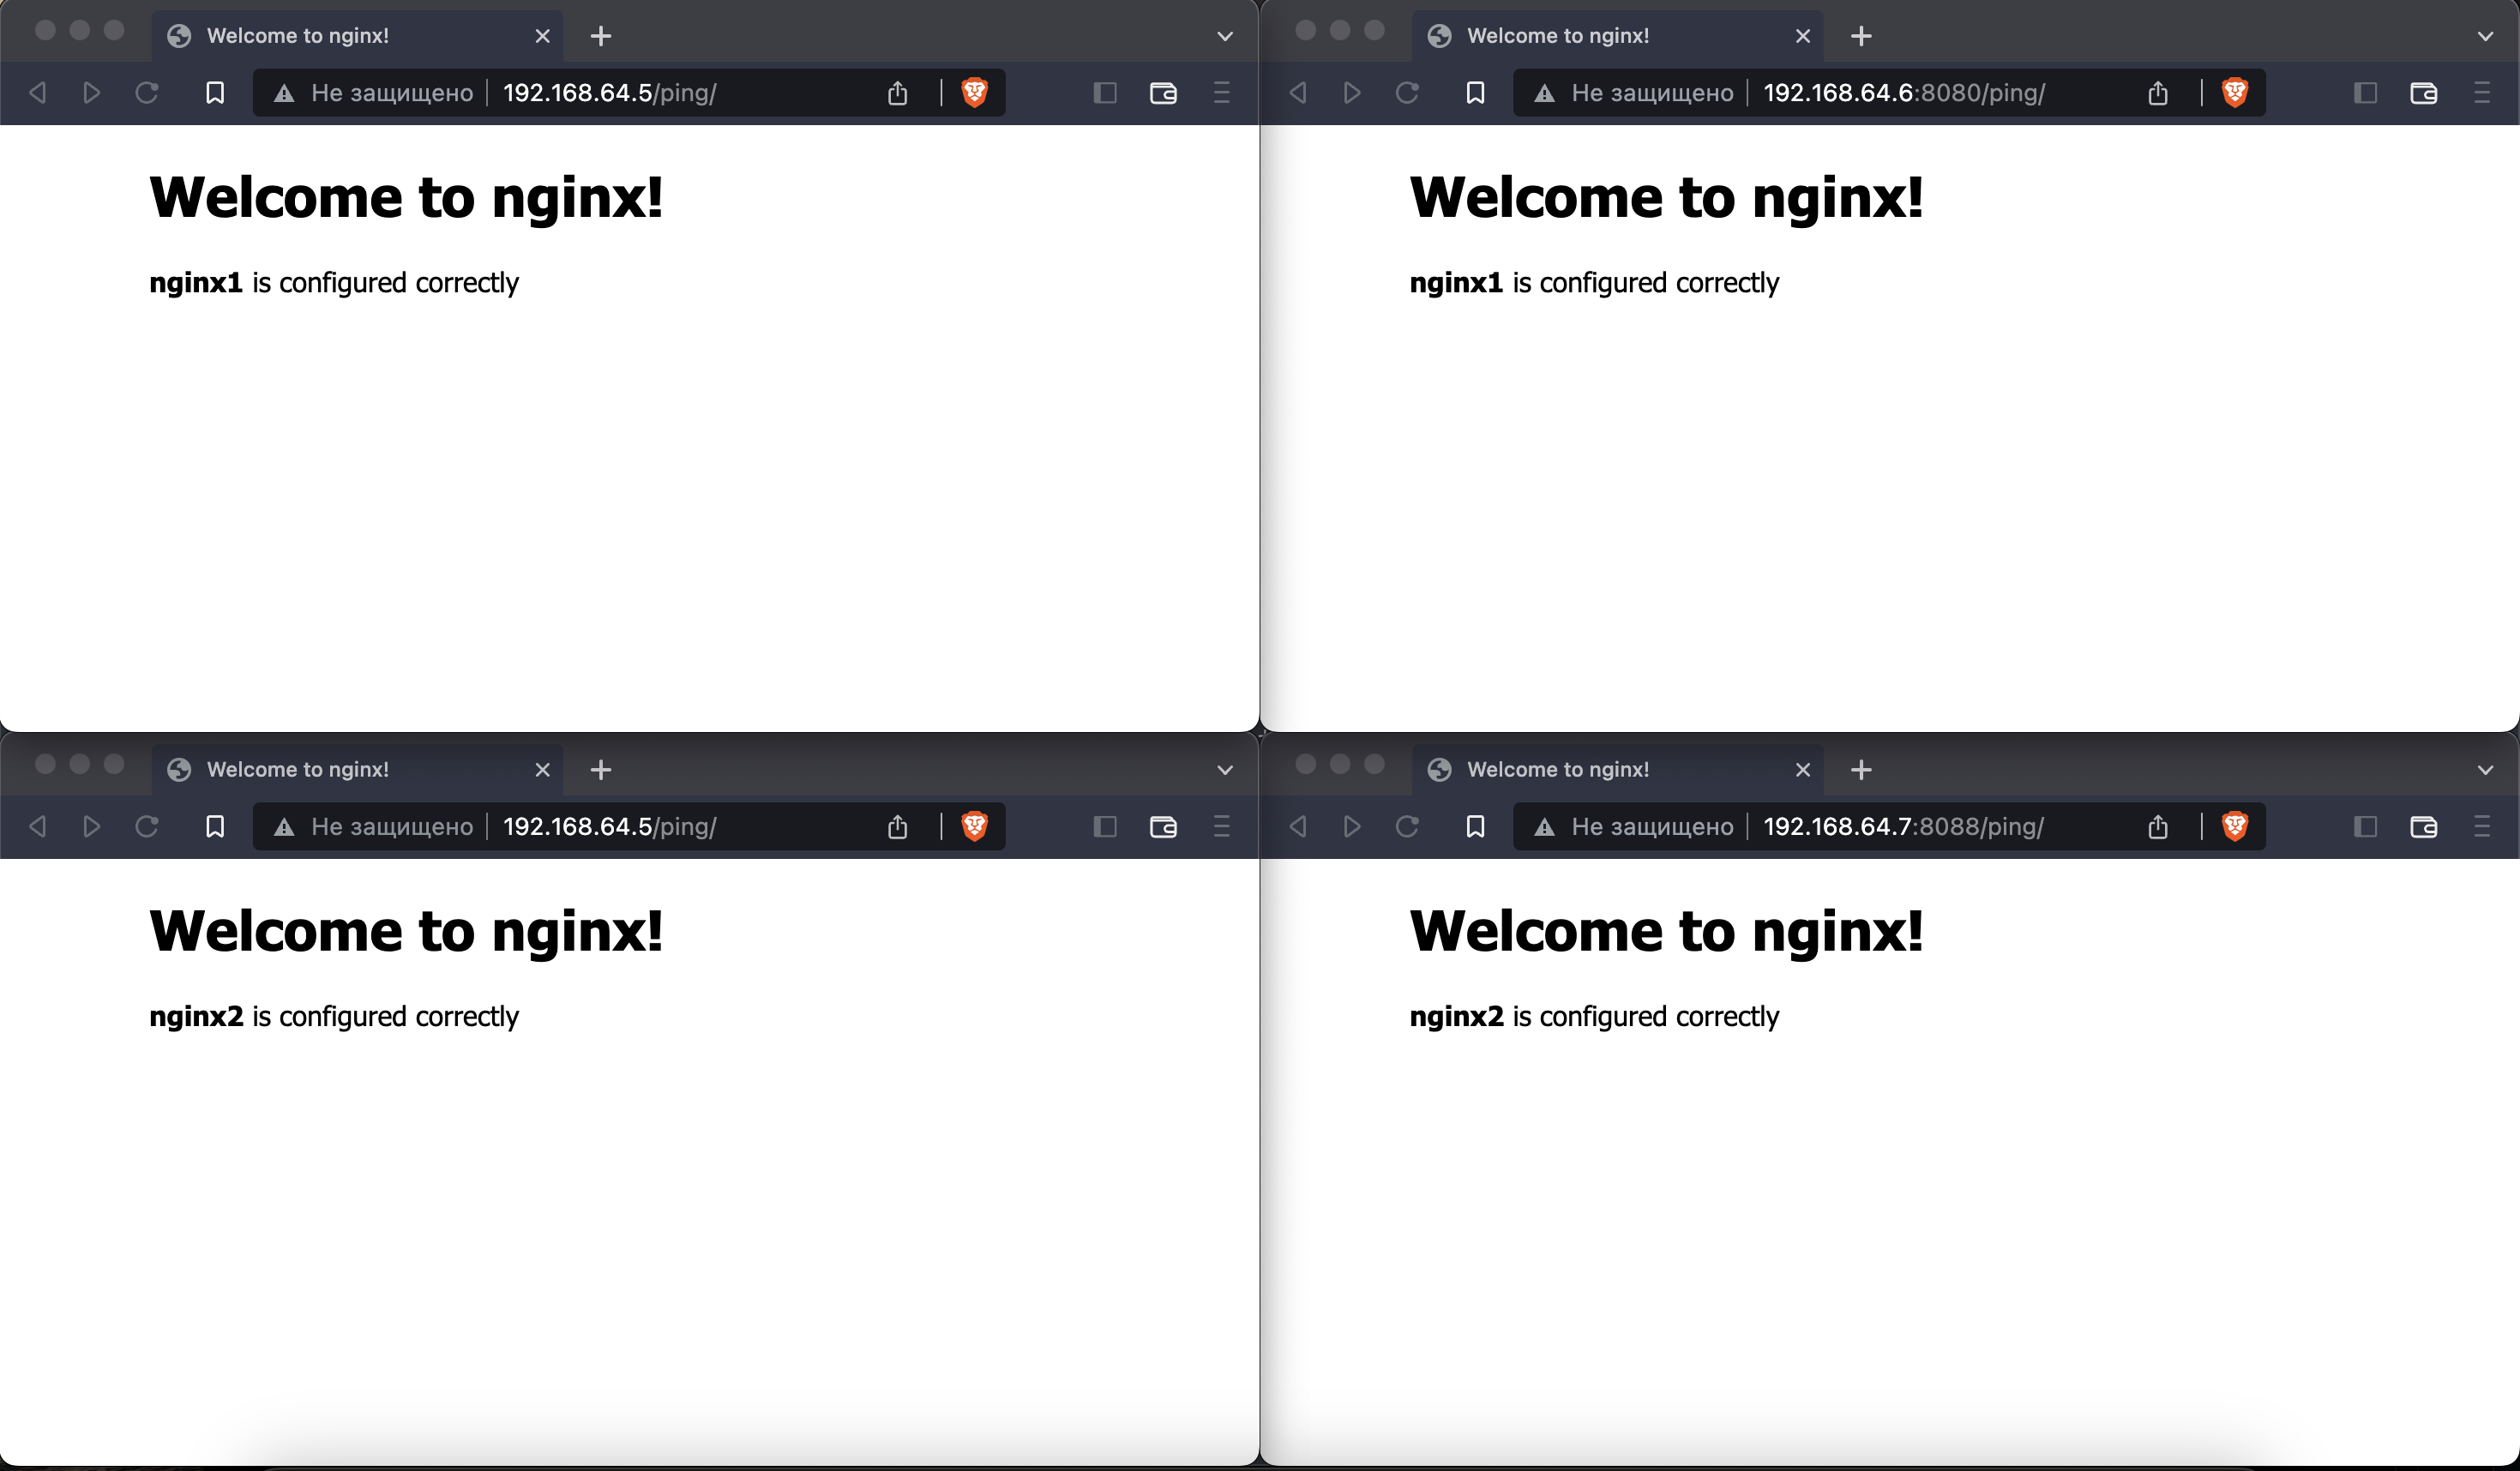 Welcome to nginx!
Не защищено 192.168.64.5/ping/
Welcome to nginx!
nginx1 is configured correctly
Welcome to nginx!
Не защищено 192.168.64.6:8080/ping/
Welcome to nginx!
nginx1 is configured correctly
Welcome to nginx!
Не защищено 192.168.64.5/ping/
Welcome to nginx!
nginx2 is configured correctly
Welcome to nginx!
Не защищено 192.168.64.7:8088/ping/
Welcome to nginx!
nginx2 is configured correctly